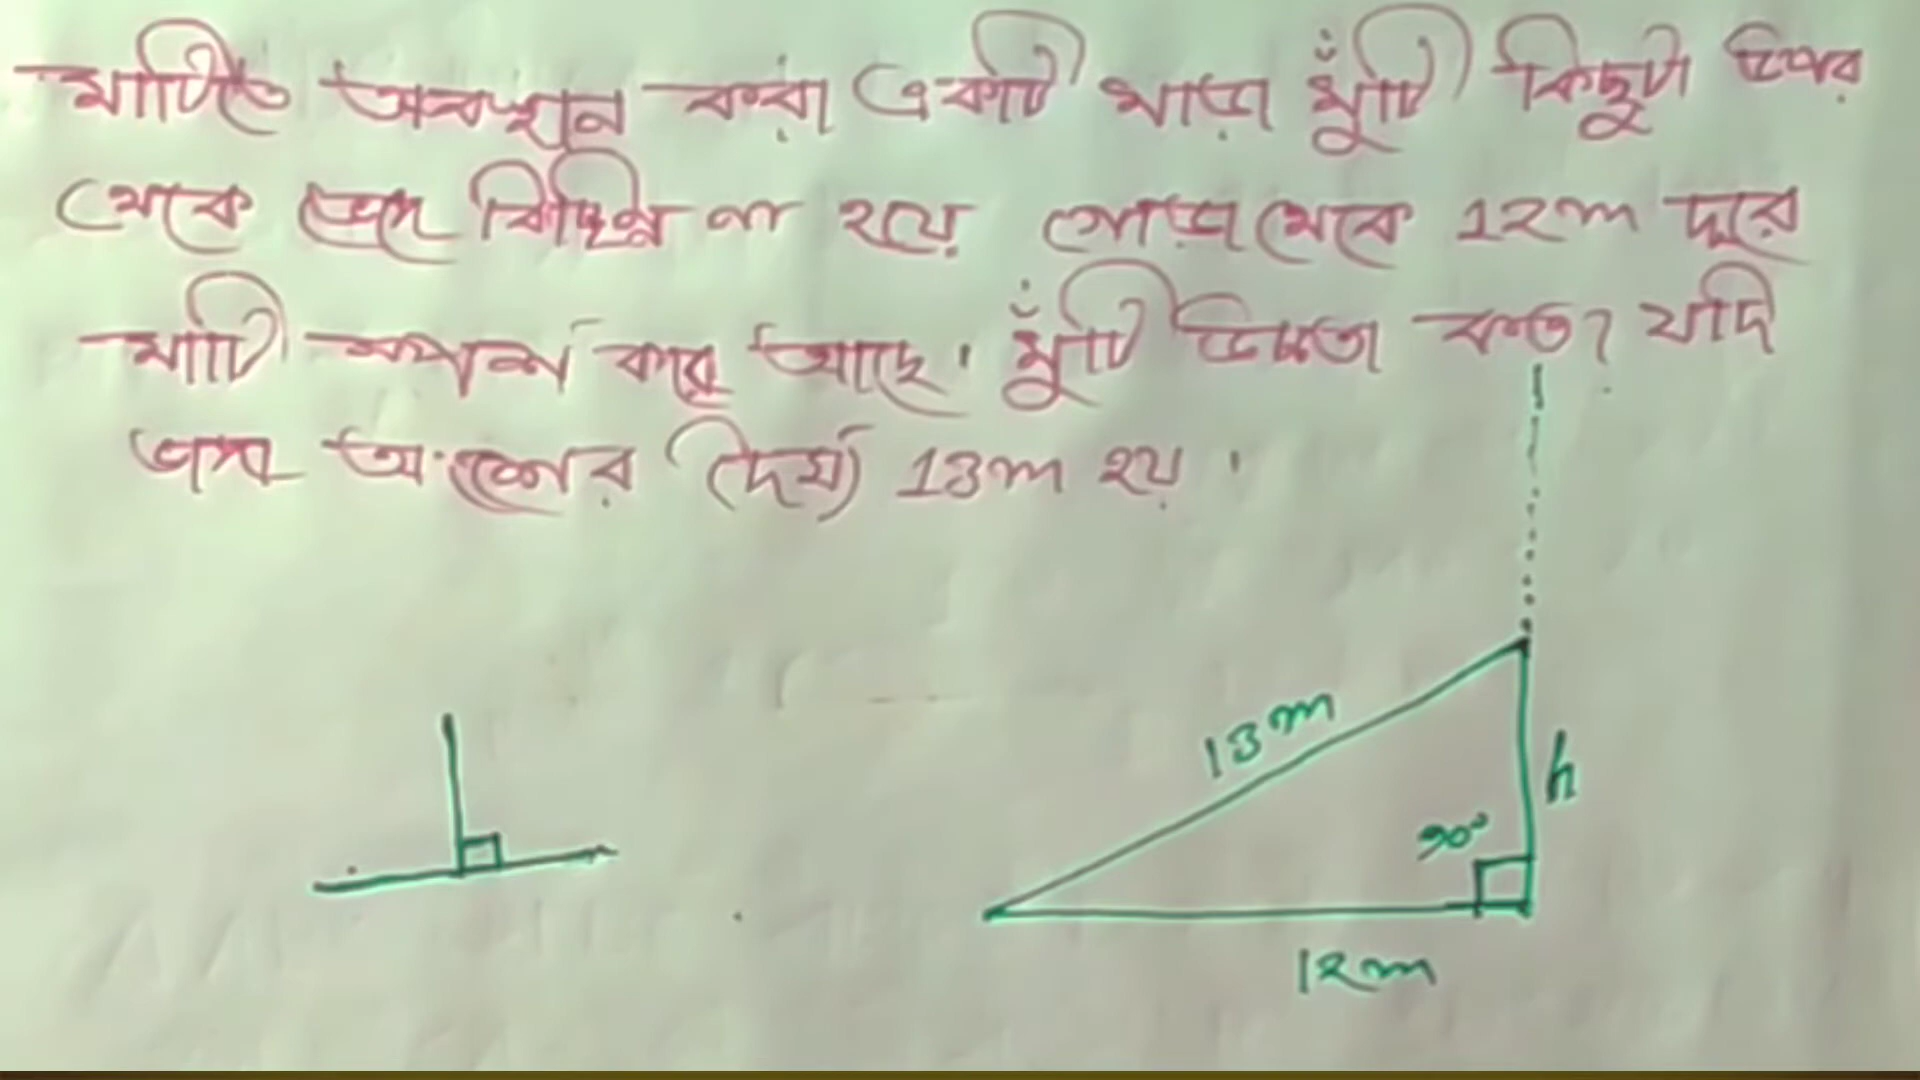 মাটিতে অবস্থান করা একটি খাড়া খুঁটি কিছুটা উপর
থেকে ভেঙ্গে বিচ্ছিন্ন না হয়ে গোড়া থেকে 12m দূরে
মাটি স্পর্শ করে আছে। খুঁটি উচ্চতা কত? যদি
ভাঙ্গা অংশের দৈর্ঘ্য 13m হয়।
13m
h
90°
12m